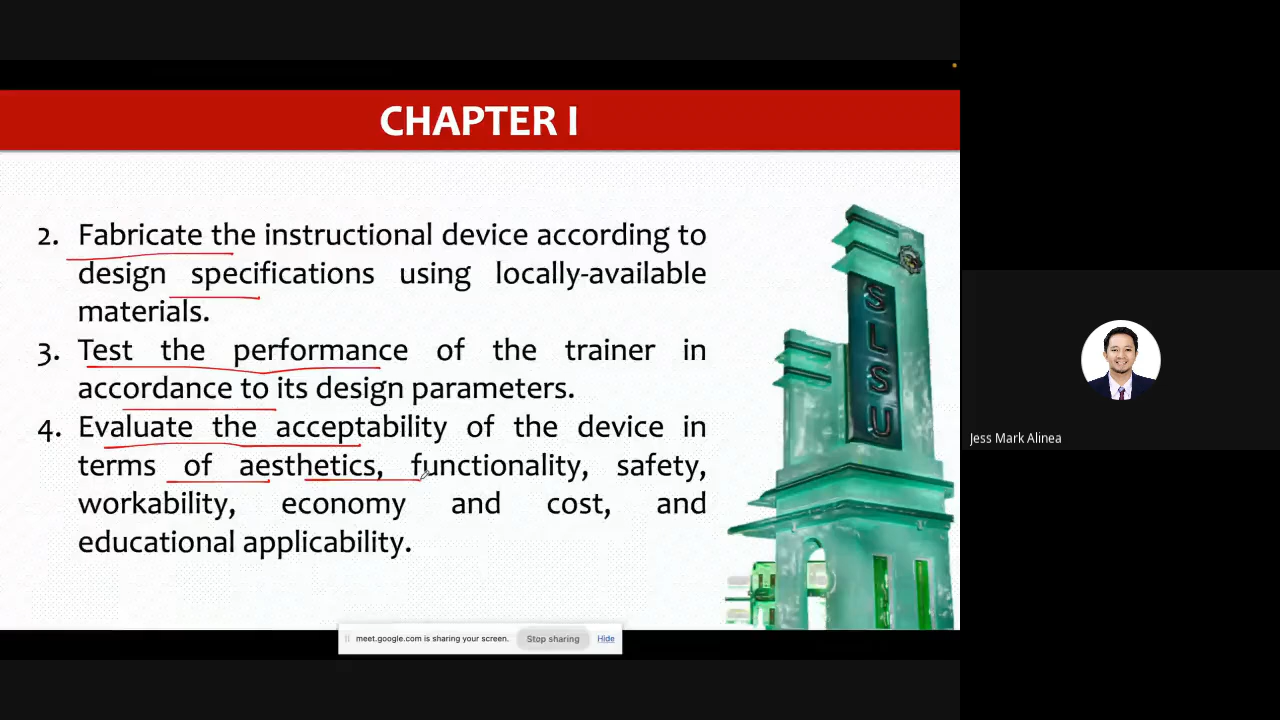 CHAPTER I
2. Fabricate the instructional device according to
design specifications using locally-available
materials.
3. Test the performance of the trainer in
accordance to its design parameters.
4. Evaluate the acceptability of the device in
terms of aesthetics, functionality, safety,
workability, economy and cost, and
educational applicability.
SLSU
Jess Mark Alinea
meet.google.com is sharing your screen. Stop sharing Hide